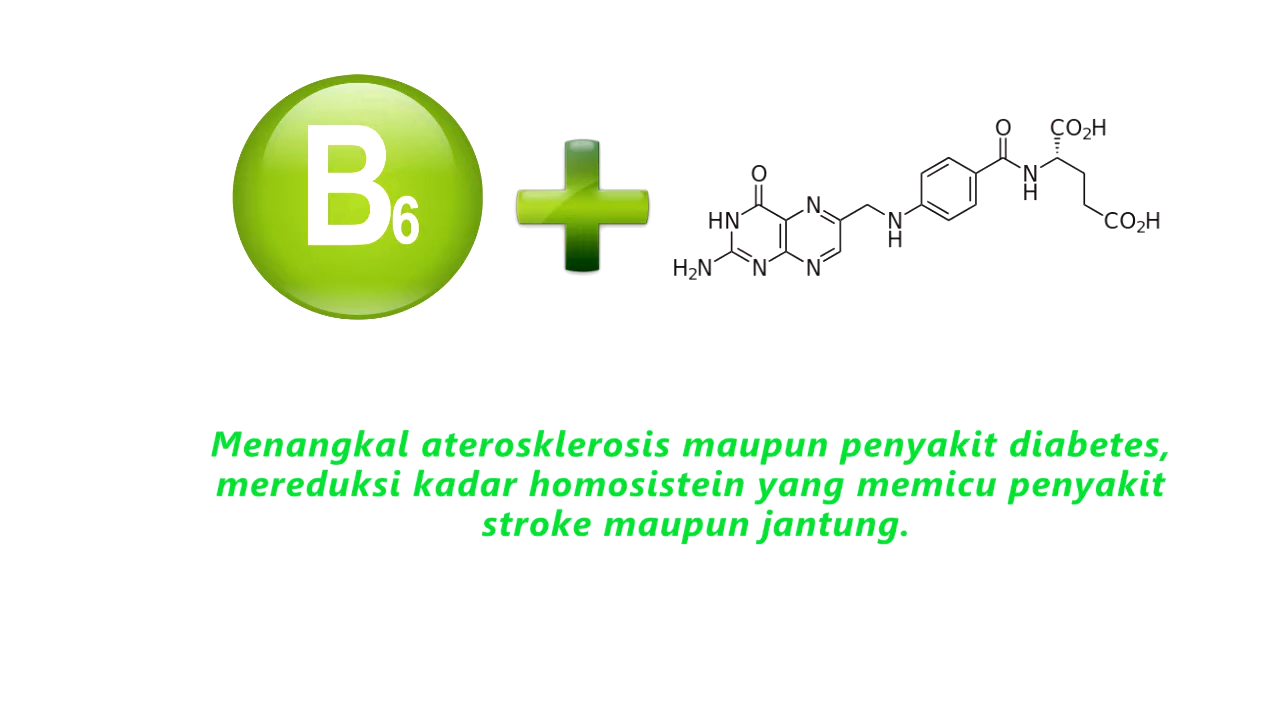 B6
O
CO2H
O
N
H
CO2H
HN
N
N
H
H2N
N
N
Menangkal aterosklerosis maupun penyakit diabetes,
mereduksi kadar homosistein yang memicu penyakit
stroke maupun jantung.